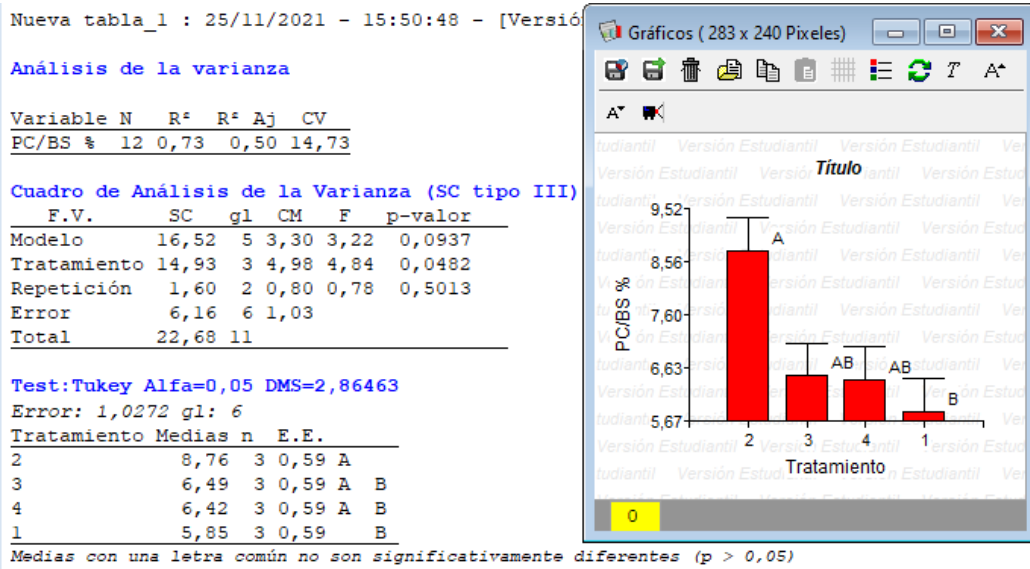 Nueva tabla_1 : 25/11/2021 - 15:50:48 - [Versió
Análisis de la varianza
Variable N R² R² Aj CV
PC/BS % 12 0,73 0,50 14,73
Cuadro de Análisis de la Varianza (SC tipo III)
F.V. SC gl CM F p-valor
Modelo 16,52 5 3,30 3,22 0,0937
Tratamiento 14,93 3 4,98 4,84 0,0482
Repetición 1,60 2 0,80 0,78 0,5013
Error 6,16 6 1,03
Total 22,68 11
Test:Tukey Alfa=0,05 DMS=2,86463
Error: 1,0272 gl: 6
Tratamiento Medias n E.E.
2 8,76 3 0,59 A
3 6,49 3 0,59 A B
4 6,42 3 0,59 A B
1 5,85 3 0,59 B
Medias con una letra común no son significativamente diferentes (p > 0,05)
Gráficos ( 283 x 240 Pixeles)
T A
A
Versión Estudiantil
Título
9,52
8,56
7,60
6,63
5,67
PC/BS %
A
AB
AB
B
2 3 4 1
Tratamiento
0